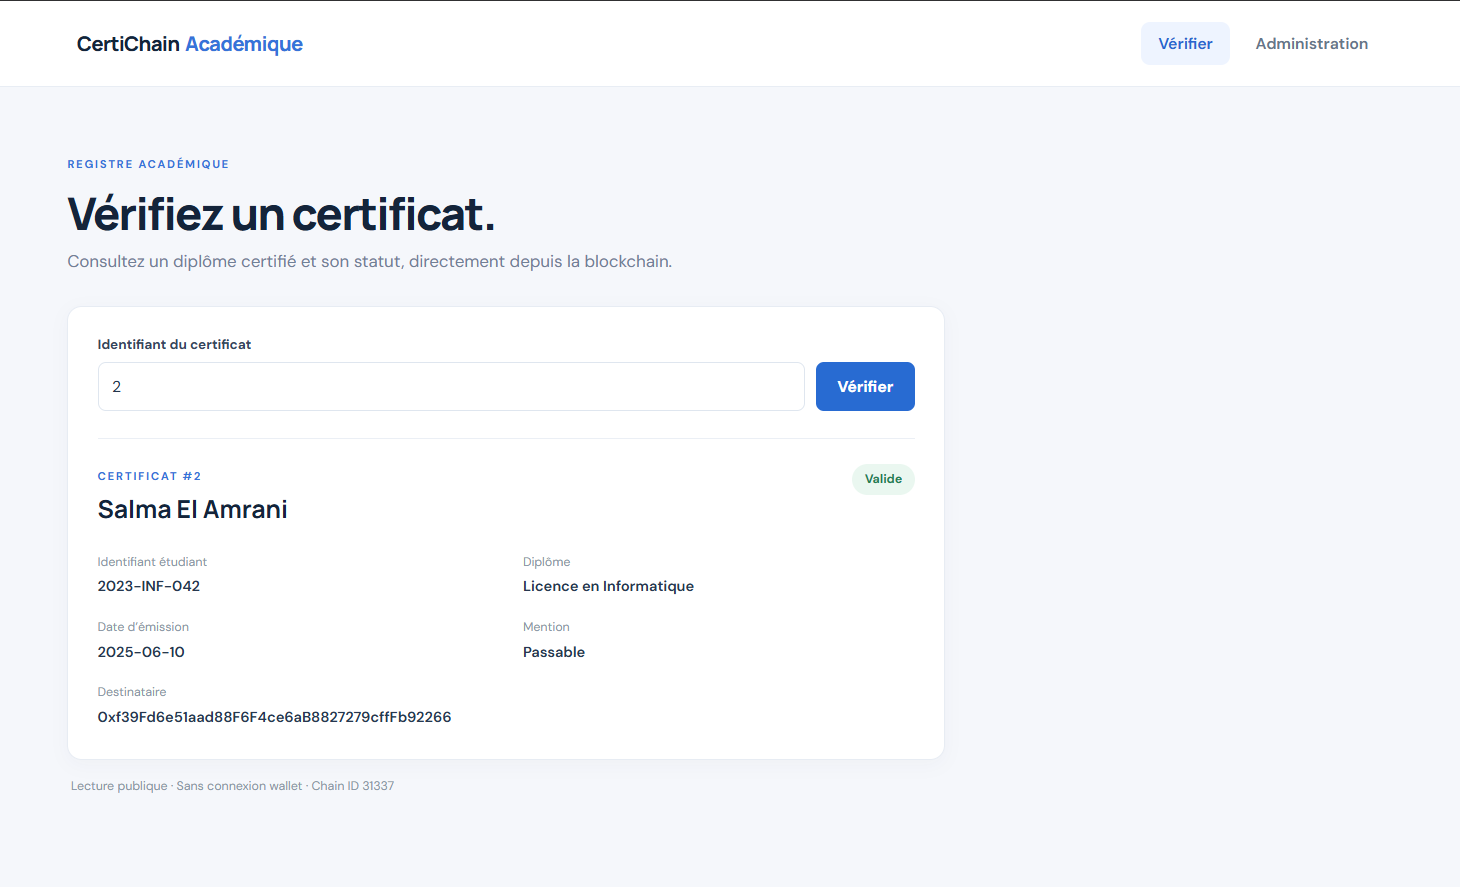 CertiChain Académique
Vérifier
Administration
REGISTRE ACADÉMIQUE
Vérifiez un certificat.
Consultez un diplôme certifié et son statut, directement depuis la blockchain.
Identifiant du certificat
2
Vérifier
CERTIFICAT #2
Valide
Salma El Amrani
Identifiant étudiant
2023-INF-042
Diplôme
Licence en Informatique
Date d’émission
2025-06-10
Mention
Passable
Destinataire
0xf39Fd6e51aad88F6F4ce6aB8827279cffFb92266
Lecture publique · Sans connexion wallet · Chain ID 31337